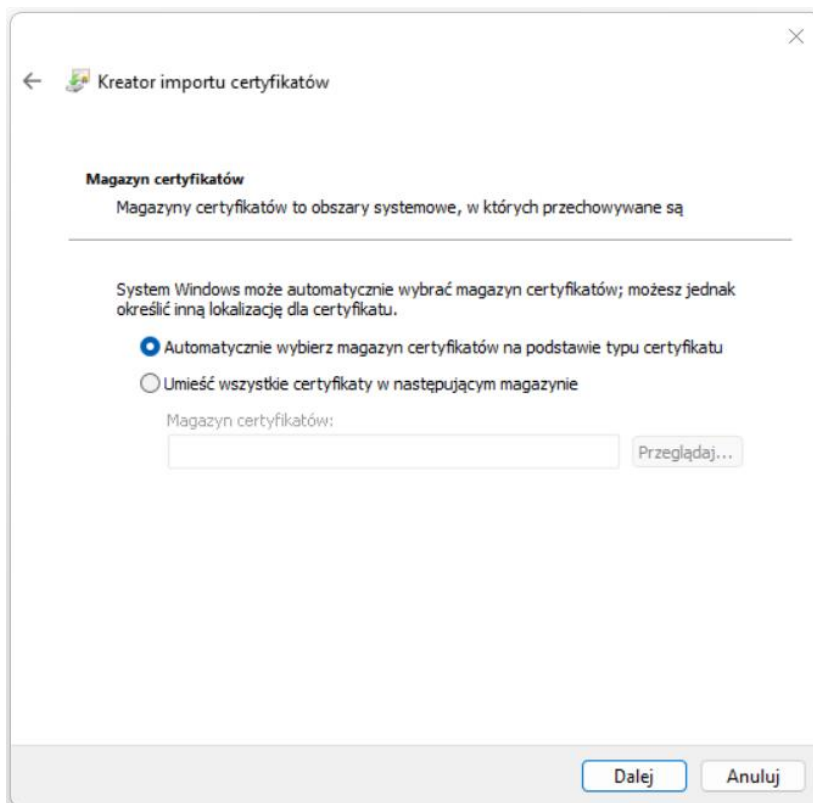 Kreator importu certyfikatów
Magazyn certyfikatów
Magazyny certyfikatów to obszary systemowe, w których przechowywane są
System Windows może automatycznie wybrać magazyn certyfikatów; możesz jednak
określić inną lokalizację dla certyfikatu.
Automatycznie wybierz magazyn certyfikatów na podstawie typu certyfikatu
Umieść wszystkie certyfikaty w następującym magazynie
Magazyn certyfikatów:
Przeglądaj...
Dalej
Anuluj